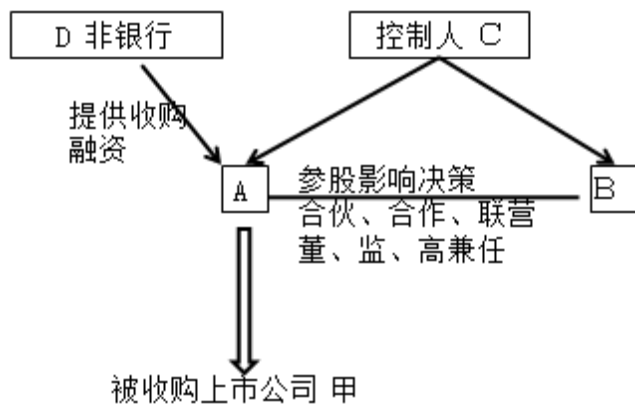 D 非银行
控制人 C
提供收购
融资
A
参股影响决策
B
合伙、合作、联营
董、监、高兼任
被收购上市公司 甲